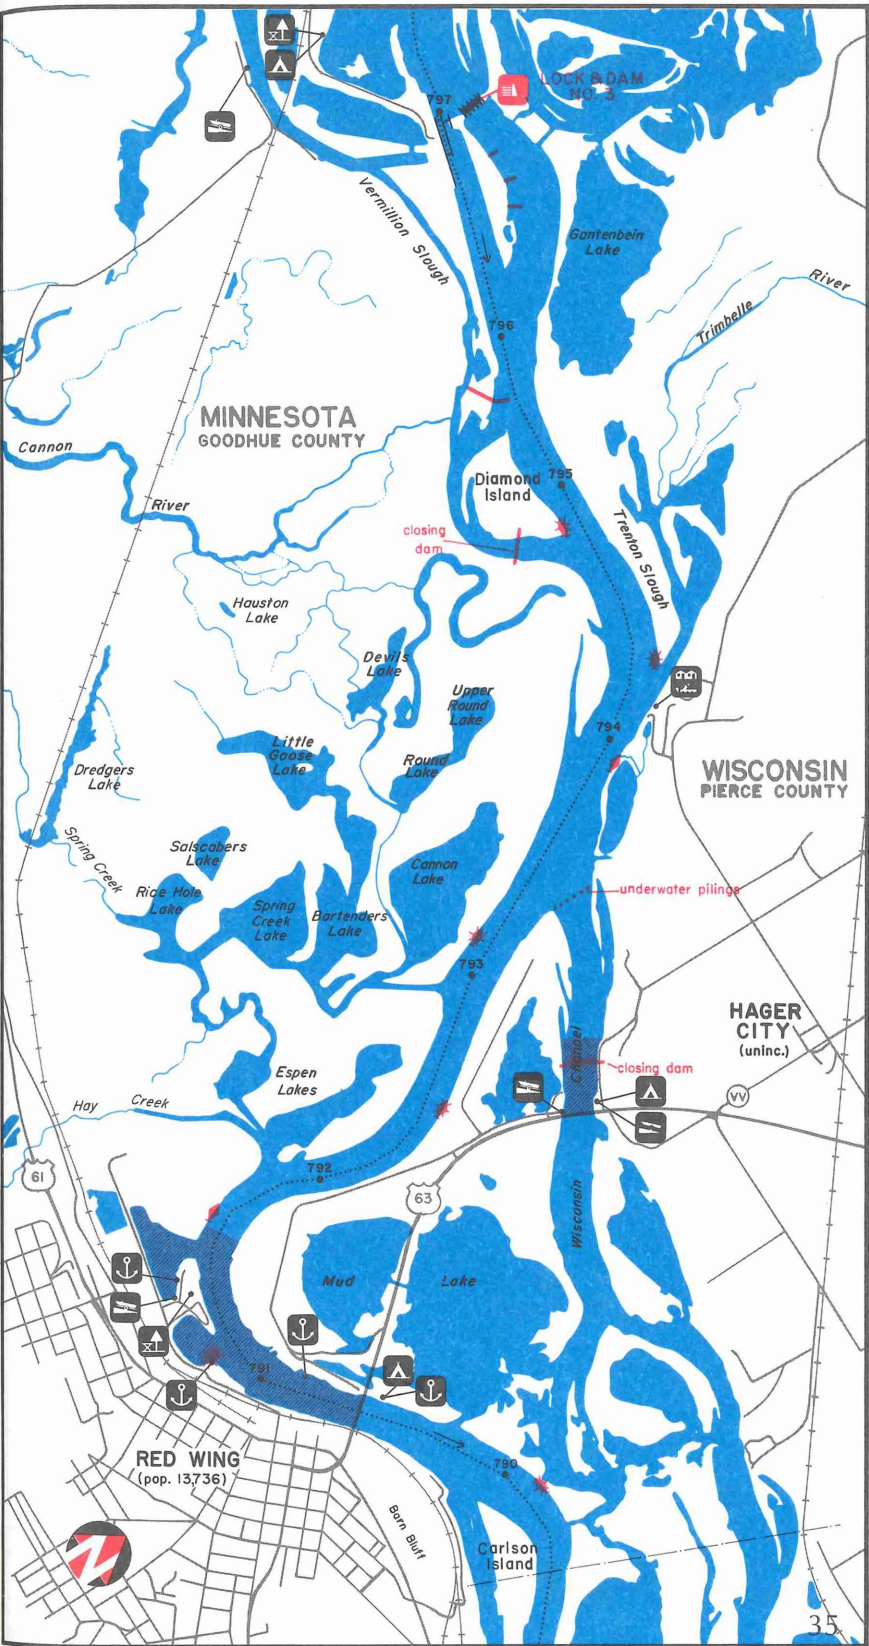 LOCK & DAM
NO. 3
797
Vermillion Slough
Gantenbein
Lake
River
Trimbelle
796
MINNESOTA
GOODHUE COUNTY
Cannon
River
Diamond
Island
795
closing
dam
Trenton Slough
Hauston
Lake
Devils
Lake
Upper
Round
Lake
794
Little
Goose
Lake
Round
Lake
Dredgers
Lake
WISCONSIN
PIERCE COUNTY
Spring Creek
Salscabers
Lake
Cannon
Lake
Rice Hole
Lake
Spring
Creek
Lake
Bartenders
Lake
underwater pilings
793
HAGER
CITY
(uninc.)
Channel
closing dam
Espen
Lakes
Hay Creek
VV
792
61
63
Wisconsin
Mud Lake
791
RED WING
(pop. 13,736)
790
Barn Bluff
Carlson
Island
N
35